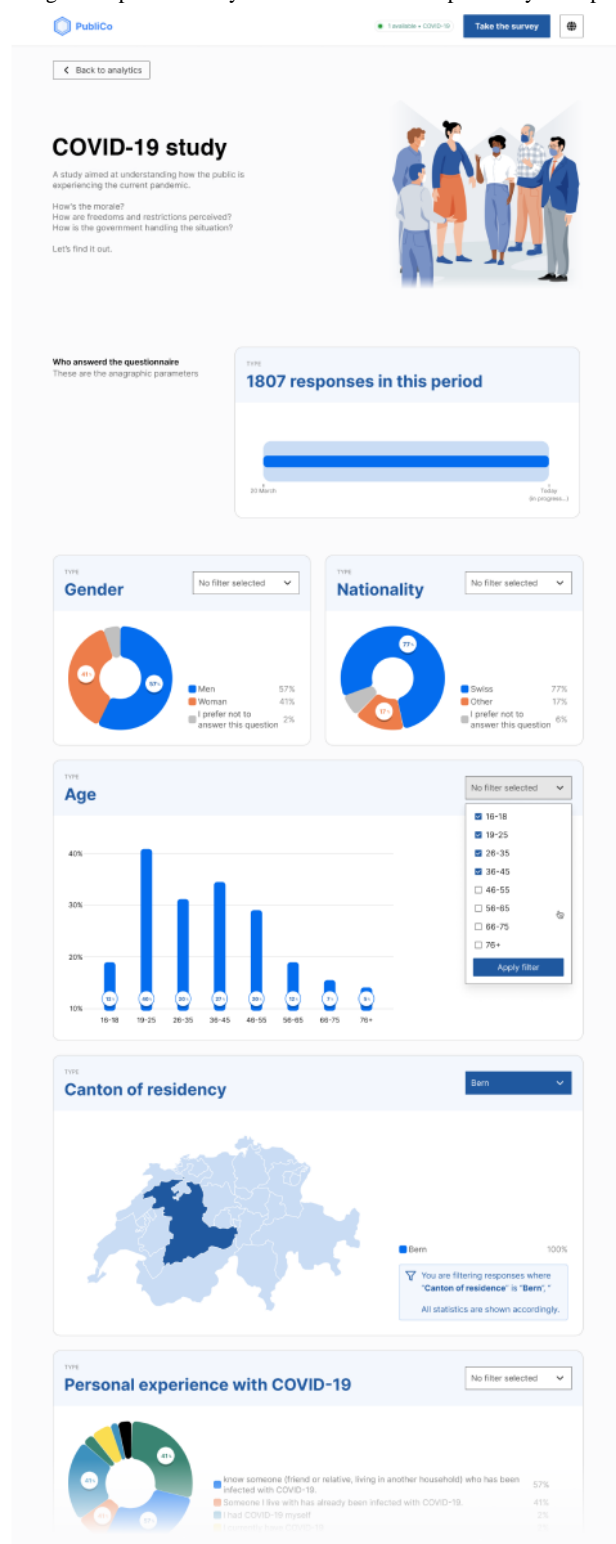 PubliCo
1 available • COVID-19
Take the survey
Back to analytics
COVID-19 study
A study aimed at understanding how the public is
experiencing the current pandemic.
How's the morale?
How are freedoms and restrictions perceived?
How is the government handling the situation?
Let's find it out.
Who answerd the questionnaire
These are the anagraphic parameters
TYPE
1807 responses in this period
20 March
Today
(in progress...)
TYPE
Gender
No filter selected
41%
57%
Men 57%
Woman 41%
I prefer not to
answer this question 2%
TYPE
Nationality
No filter selected
77%
17%
Swiss 77%
Other 17%
I prefer not to
answer this question 6%
TYPE
Age
No filter selected
16-18
19-25
26-35
36-45
46-55
56-65
66-75
76+
Apply filter
40%
30%
20%
10%
16-18 19-25 26-35 36-45 46-55 56-65 66-75 76+
TYPE
Canton of residency
Bern
Bern 100%
You are filtering responses where
"Canton of residence" is "Bern", "
All statistics are shown accordingly.
TYPE
Personal experience with COVID-19
No filter selected
41%
know someone (friend or relative, living in another household) who has been
infected with COVID-19. 57%
Someone I live with has already been infected with COVID-19. 41%
I had COVID-19 myself 2%